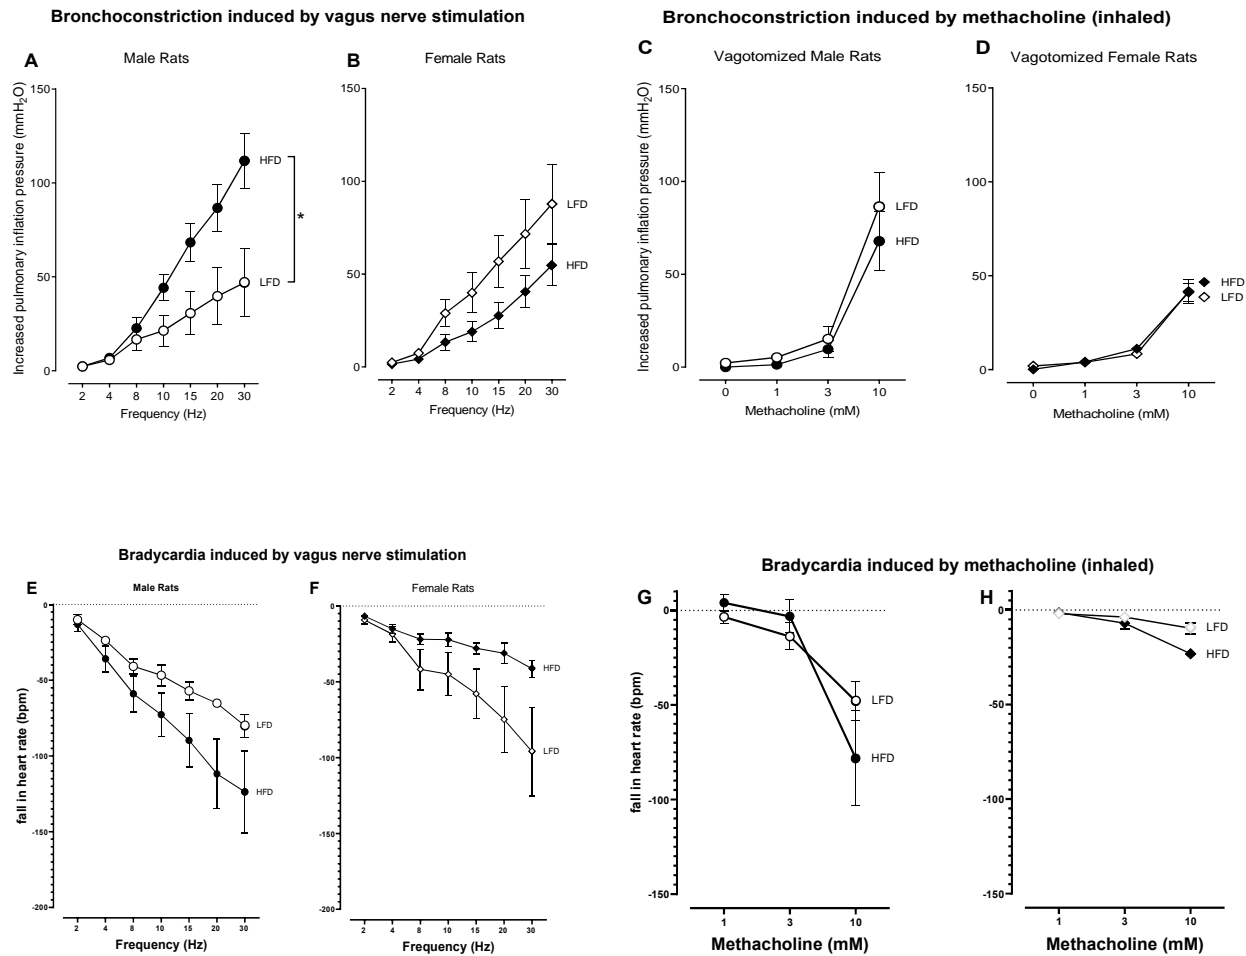 Bronchoconstriction induced by vagus nerve stimulation
Bronchoconstriction induced by methacholine (inhaled)
A
Male Rats
Increased pulmonary inflation pressure (mmH₂O)
150
100
50
0
HFD
LFD
*
2 4 8 10 15 20 30
Frequency (Hz)
B
Female Rats
150
100
50
0
LFD
HFD
2 4 8 10 15 20 30
Frequency (Hz)
C
Vagotomized Male Rats
Increased pulmonary inflation pressure (mmH₂O)
150
100
50
0
LFD
HFD
0 1 3 10
Methacholine (mM)
D
Vagotomized Female Rats
150
100
50
0
HFD
LFD
0 1 3 10
Methacholine (mM)
Bradycardia induced by vagus nerve stimulation
Bradycardia induced by methacholine (inhaled)
E
Male Rats
fall in heart rate (bpm)
0
-50
-100
-150
-200
LFD
HFD
2 4 8 10 15 20 30
Frequency (Hz)
F
Female Rats
0
-50
-100
-150
-200
HFD
LFD
2 4 8 10 15 20 30
Frequency (Hz)
G
fall in heart rate (bpm)
0
-50
-100
-150
LFD
HFD
1 3 10
Methacholine (mM)
H
0
-50
-100
-150
LFD
HFD
1 3 10
Methacholine (mM)